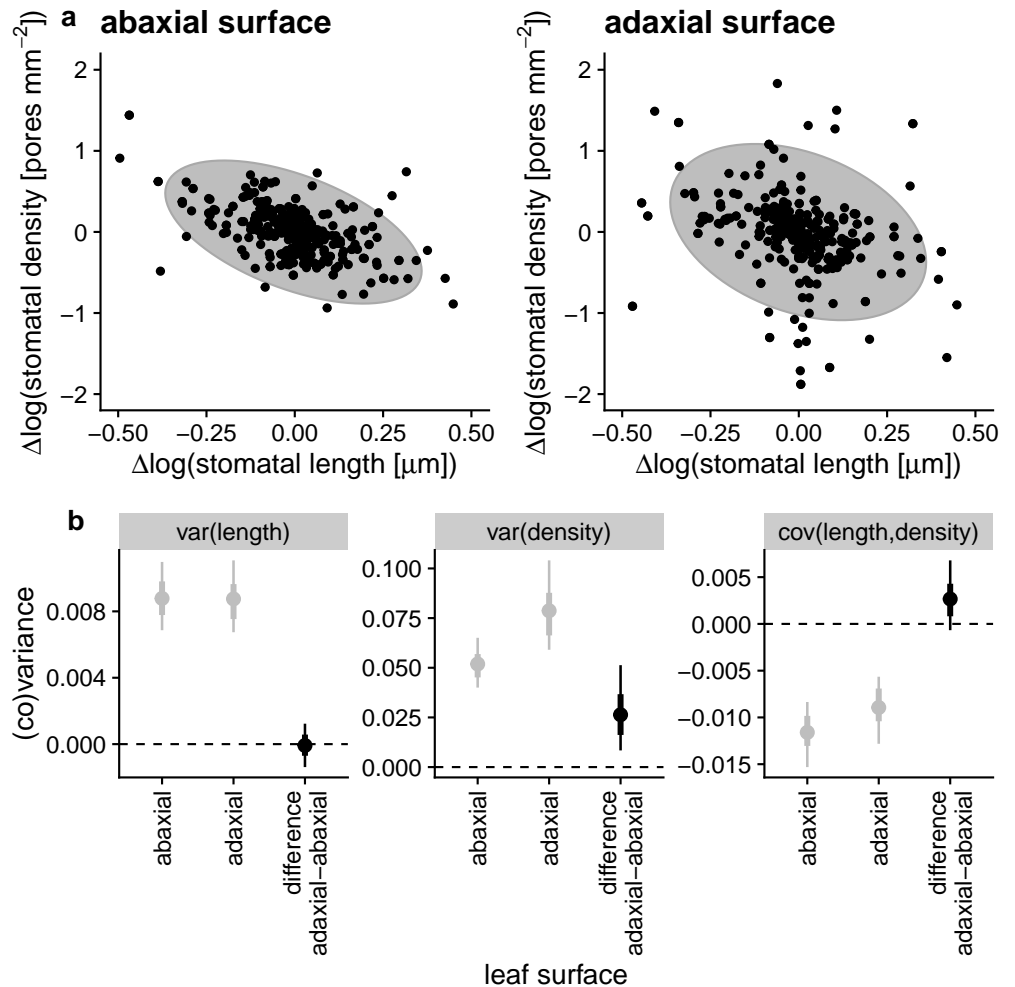 a
abaxial surface
adaxial surface
Δlog(stomatal density [pores mm−2])
2
1
0
−1
−2
−0.50 −0.25 0.00 0.25 0.50
Δlog(stomatal length [μm])
Δlog(stomatal density [pores mm−2])
2
1
0
−1
−2
−0.50 −0.25 0.00 0.25 0.50
Δlog(stomatal length [μm])
b
(co)variance
var(length)
0.008
0.004
0.000
abaxial
adaxial
difference
adaxial−abaxial
var(density)
0.100
0.075
0.050
0.025
0.000
abaxial
adaxial
difference
adaxial−abaxial
cov(length,density)
0.005
0.000
−0.005
−0.010
−0.015
abaxial
adaxial
difference
adaxial−abaxial
leaf surface